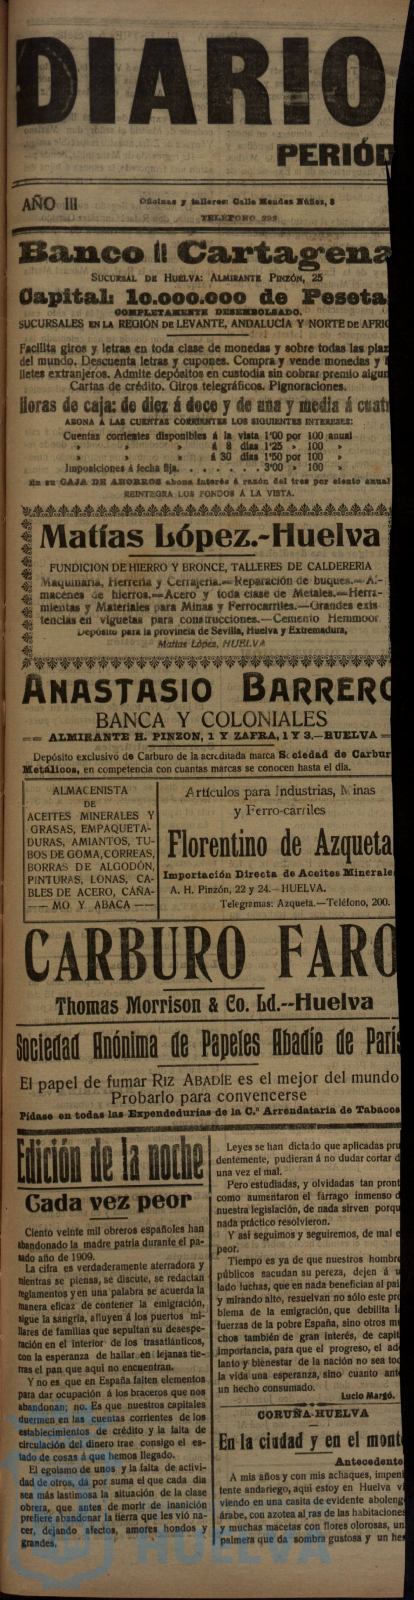 DIARIO
PERIÓD
AÑO III
Oficinas y talleres: Calle Mendez Núñez, 8
TELEFONO 292
Banco de Cartagena
SUCURSAL DE HUELVA: ALMIRANTE PINZÓN, 25
Capital: 10.000.000 de Peseta
COMPLETAMENTE DESEMBOLSADO.
SUCURSALES EN LA REGIÓN DE LEVANTE, ANDALUCÍA Y NORTE DE AFRIC
Facilita giros y letras en toda clase de monedas y sobre todas las plaz
del mundo. Descuenta letras y cupones. Compra y vende monedas y
lletes extranjeros. Admite depósitos en custodia sin cobrar premio algun
Cartas de crédito. Giros telegráficos. Pignoraciones.
Horas de caja: de diez á doce y de una y media á cuatr
ABONA Á LAS CUENTAS CORRIENTES LOS SIGUIENTES INTERESES:
Cuentas corrientes disponibles á la vista 1'00 por 100 anual
» » á 8 días 1'25 » 100 »
» » á 30 días 1'50 por 100 »
Imposiciones á fecha fija. . . . . . . . 3'00 » 100 »
En su CAJA DE AHORROS abona interés á razón del tres por ciento anual
REINTEGRA LOS FONDOS Á LA VISTA.
Matías López.-Huelva
FUNDICIÓN DE HIERRO Y BRONCE, TALLERES DE CALDERERIA
Maquinaria, Herrería y Cerrajería.—Reparación de buques.—Al-
macenes de hierros.—Acero y toda clase de Metales.—Herra-
mientas y Materiales para Minas y Ferrocarriles.—Grandes exis-
tencias en viguetas para construcciones.—Cemento Hemmoor.
Depósito para la provincia de Sevilla, Huelva y Extremadura,
Matías López, HUELVA
ANASTASIO BARRERO
BANCA Y COLONIALES
ALMIRANTE H. PINZON, 1 Y ZAFRA, 1 Y 3.—HUELVA
Depósito exclusivo de Carburo de la acreditada marca Sociedad de Carbur
Metálicos, en competencia con cuantas marcas se conocen hasta el día.
ALMACENISTA
DE
ACEITES MINERALES Y
GRASAS, EMPAQUETA-
DURAS, AMIANTOS, TU-
BOS DE GOMA, CORREAS,
BORRAS DE ALGODÓN,
PINTURAS, LONAS, CA-
BLES DE ACERO, CÁÑA-
MO Y ABACA
Artículos para Industrias, Minas
y Ferro-carriles
Florentino de Azqueta
Importación Directa de Aceites Minerale
A. H. Pinzón, 22 y 24.—HUELVA.
Telegramas: Azqueta.—Teléfono, 200.
CARBURO FARO
Thomas Morrison & Co. Ld.--Huelva
Sociedad Anónima de Papeles Abadie de París
El papel de fumar RIZ ABADÍE es el mejor del mundo
Probarlo para convencerse
Pídase en todas las Expendedurías de la C.ª Arrendataria de Tabacos
Edición de la noche
Cada vez peor
Ciento veinte mil obreros españoles han
abandonado la madre patria durante el pa-
sado año de 1909.
La cifra es verdaderamente aterradora y
mientras se piensa, se discute, se redactan
reglamentos y en una palabra se acuerda la
manera eficaz de contener la emigración,
sigue la sangría, afluyen á los puertos mi-
llares de familias que sepultan su desespe-
ración en el interior de los trasatlánticos,
con la esperanza de hallar en lejanas tie-
rras el pan que aquí no encuentran.
Y no es que en España falten elementos
para dar ocupación á los braceros que nos
abandonan; no. Es que nuestros capitales
duermen en las cuentas corrientes de los
establecimientos de crédito y la falta de
circulación del dinero trae consigo el es-
tado de cosas á que hemos llegado.
El egoísmo de unos y la falta de activi-
dad de otros, dá por suma el que cada día
sea más lastimosa la situación de la clase
obrera, que antes de morir de inanición
prefiere abandonar la tierra que les vió na-
cer, dejando afectos, amores hondos y
grandes.
Leyes se han dictado que aplicadas pru
dentemente, pudieran á no dudar cortar d
una vez el mal.
Pero estudiadas, y olvidadas tan pront
como aumentaron el fárrago inmenso d
nuestra legislación, de nada sirven porqu
nada práctico resolvieron.
Y así seguimos y seguiremos, de mal e
peor.
Tiempo es ya de que nuestros hombre
públicos sacudan su pereza, dejen á u
lado luchas, que en nada benefician al pai
y mirando alto, resuelvan no sólo este pro
blema de la emigración, que debilita l
fuerzas de la pobre España, sino otros m
chos también de gran interés, de capit
importancia, para que el progreso, el ade
lanto y bienestar de la nación no sea tod
la vida una esperanza, sino cuanto ant
un hecho consumado.
Lucio Margó.
CORUÑA-HUELVA
En la ciudad y en el mont
Antecedente
Á mis años y con mis achaques, impeni
tente andariego, aquí estoy en Huelva vi
viendo en una casita de evidente abolengo
árabe, con azotea al ras de las habitaciones
y muchas macetas con flores olorosas, un
palmera que da sombra gustosa y un he
HUELVA